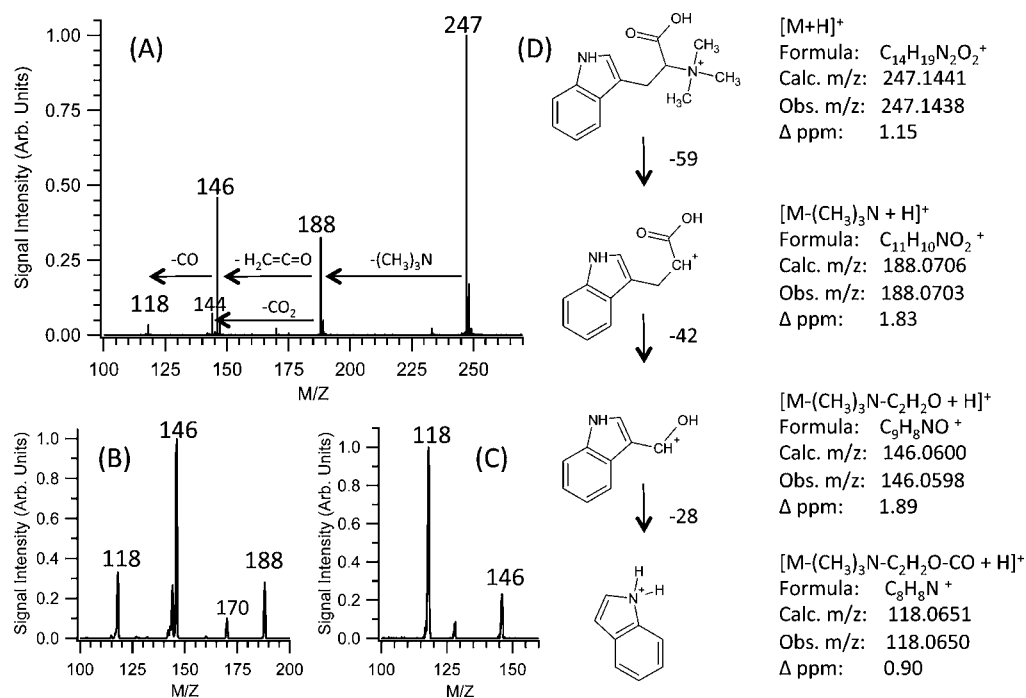 (A)
Signal Intensity (Arb. Units)
1.00
0.75
0.50
0.25
0.00
247
146
188
-CO
- H₂C=C=O
-(CH₃)₃N
118
144
-CO₂
100 125 150 175 200 225 250
M/Z
(B)
Signal Intensity (Arb. Units)
1.0
0.8
0.6
0.4
0.2
0.0
146
118
188
170
100 125 150 175 200
M/Z
(C)
Signal Intensity (Arb. Units)
1.0
0.8
0.6
0.4
0.2
0.0
118
146
100 125 150
M/Z
(D)
OH
O
CH₃
NH
N⁺
CH₃
H₃C
-59
OH
O
NH
CH⁺
-42
NH
OH
CH⁺
-28
H
N⁺-H
[M+H]⁺
Formula: C₁₄H₁₉N₂O₂⁺
Calc. m/z: 247.1441
Obs. m/z: 247.1438
Δ ppm: 1.15
[M-(CH₃)₃N + H]⁺
Formula: C₁₁H₁₀NO₂ ⁺
Calc. m/z: 188.0706
Obs. m/z: 188.0703
Δ ppm: 1.83
[M-(CH₃)₃N-C₂H₂O + H]⁺
Formula: C₉H₈NO ⁺
Calc. m/z: 146.0600
Obs. m/z: 146.0598
Δ ppm: 1.89
[M-(CH₃)₃N-C₂H₂O-CO + H]⁺
Formula: C₈H₈N ⁺
Calc. m/z: 118.0651
Obs. m/z: 118.0650
Δ ppm: 0.90